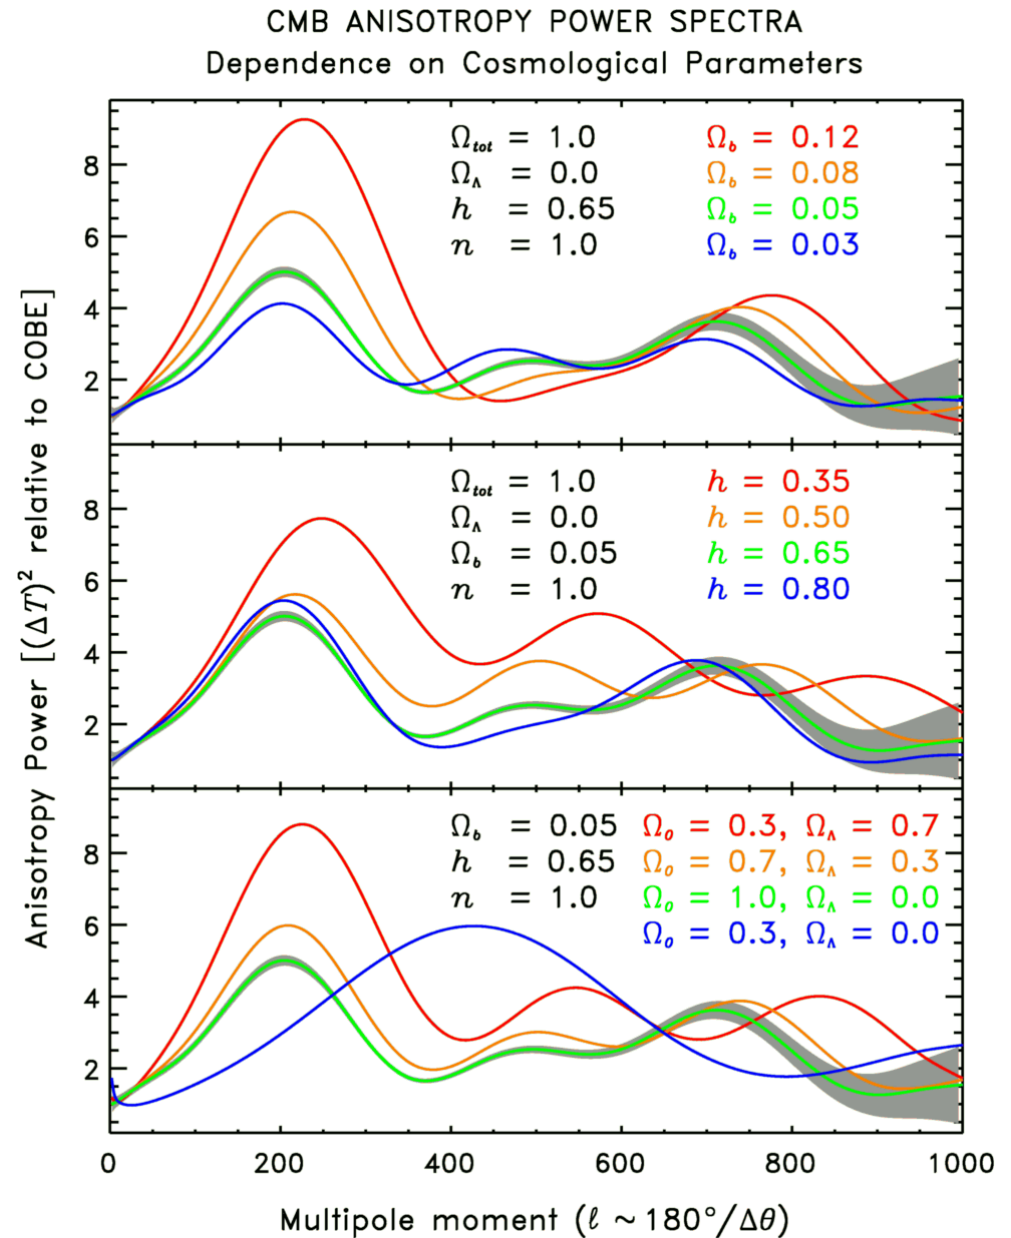 CMB ANISOTROPY POWER SPECTRA
Dependence on Cosmological Parameters
Anisotropy Power [(ΔT)² relative to COBE]
8
6
4
2
Ω_tot = 1.0
Ω_Λ = 0.0
h = 0.65
n = 1.0
Ω_b = 0.12
Ω_b = 0.08
Ω_b = 0.05
Ω_b = 0.03
8
6
4
2
Ω_tot = 1.0
Ω_Λ = 0.0
Ω_b = 0.05
n = 1.0
h = 0.35
h = 0.50
h = 0.65
h = 0.80
8
6
4
2
Ω_b = 0.05
h = 0.65
n = 1.0
Ω_0 = 0.3, Ω_Λ = 0.7
Ω_0 = 0.7, Ω_Λ = 0.3
Ω_0 = 1.0, Ω_Λ = 0.0
Ω_0 = 0.3, Ω_Λ = 0.0
0 200 400 600 800 1000
Multipole moment (ℓ ~ 180°/Δθ)